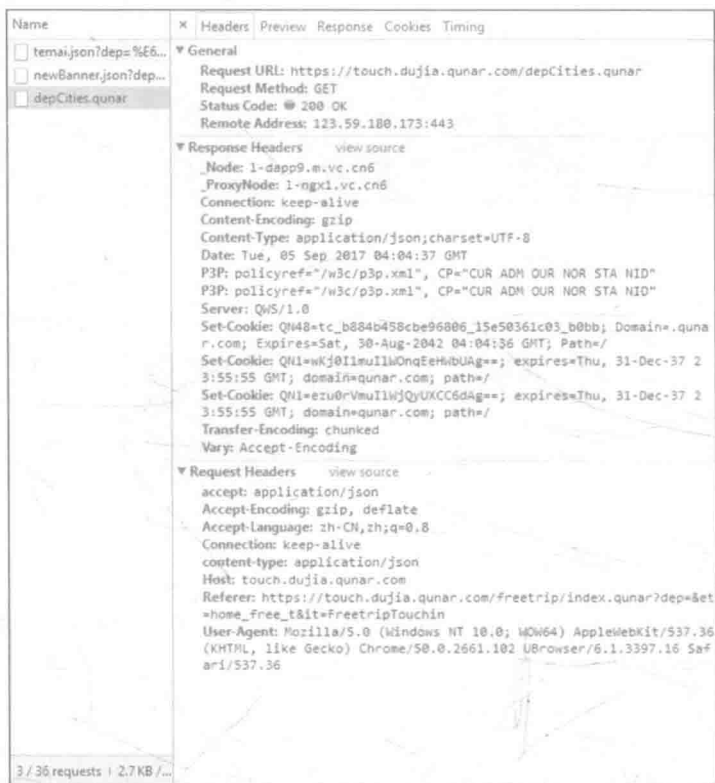 Name
temai.json?dep=%E6...
newBanner.json?dep...
depCities.qunar
3 / 36 requests | 2.7 KB /...
× Headers Preview Response Cookies Timing
▼ General
Request URL: https://touch.dujia.qunar.com/depCities.qunar
Request Method: GET
Status Code: 200 OK
Remote Address: 123.59.180.173:443
▼ Response Headers view source
_Node: l-dapp9.m.vc.cn6
_ProxyNode: l-ngx1.vc.cn6
Connection: keep-alive
Content-Encoding: gzip
Content-Type: application/json;charset=UTF-8
Date: Tue, 05 Sep 2017 04:04:37 GMT
P3P: policyref="/w3c/p3p.xml", CP="CUR ADM OUR NOR STA NID"
P3P: policyref="/w3c/p3p.xml", CP="CUR ADM OUR NOR STA NID"
Server: QWS/1.0
Set-Cookie: QN48=tc_b884b458cbe96806_15e50361c03_b0bb; Domain=.quna
r.com; Expires=Sat, 30-Aug-2042 04:04:36 GMT; Path=/
Set-Cookie: QN1=wKj0I1muI1WOnqEeHWbUAg==; expires=Thu, 31-Dec-37 2
3:55:55 GMT; domain=qunar.com; path=/
Set-Cookie: QN1=ezu0rVmuI1WjQyUXCC6dAg==; expires=Thu, 31-Dec-37 2
3:55:55 GMT; domain=qunar.com; path=/
Transfer-Encoding: chunked
Vary: Accept-Encoding
▼ Request Headers view source
accept: application/json
Accept-Encoding: gzip, deflate
Accept-Language: zh-CN,zh;q=0.8
Connection: keep-alive
content-type: application/json
Host: touch.dujia.qunar.com
Referer: https://touch.dujia.qunar.com/freetrip/index.qunar?dep=&et
=home_free_t&it=FreetripTouchin
User-Agent: Mozilla/5.0 (Windows NT 10.0; WOW64) AppleWebKit/537.36
(KHTML, like Gecko) Chrome/50.0.2661.102 UBrowser/6.1.3397.16 Saf
ari/537.36